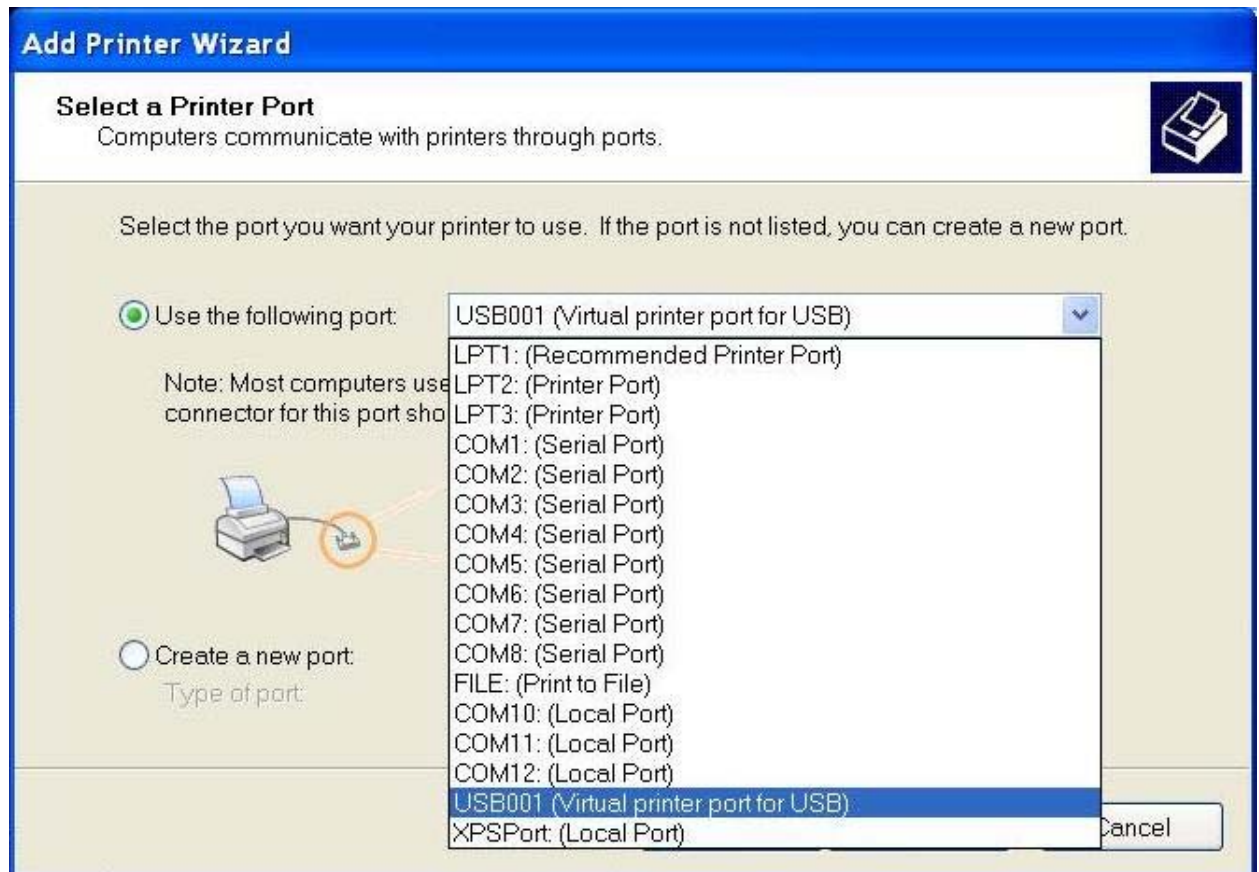 Add Printer Wizard
Select a Printer Port
Computers communicate with printers through ports.
Select the port you want your printer to use. If the port is not listed, you can create a new port.
Use the following port:
USB001 (Virtual printer port for USB)
LPT1: (Recommended Printer Port)
Note: Most computers use
LPT2: (Printer Port)
connector for this port sho
LPT3: (Printer Port)
COM1: (Serial Port)
COM2: (Serial Port)
COM3: (Serial Port)
COM4: (Serial Port)
COM5: (Serial Port)
COM6: (Serial Port)
COM7: (Serial Port)
Create a new port:
COM8: (Serial Port)
Type of port:
FILE: (Print to File)
COM10: (Local Port)
COM11: (Local Port)
COM12: (Local Port)
USB001 (Virtual printer port for USB)
XPSPort: (Local Port)
Cancel